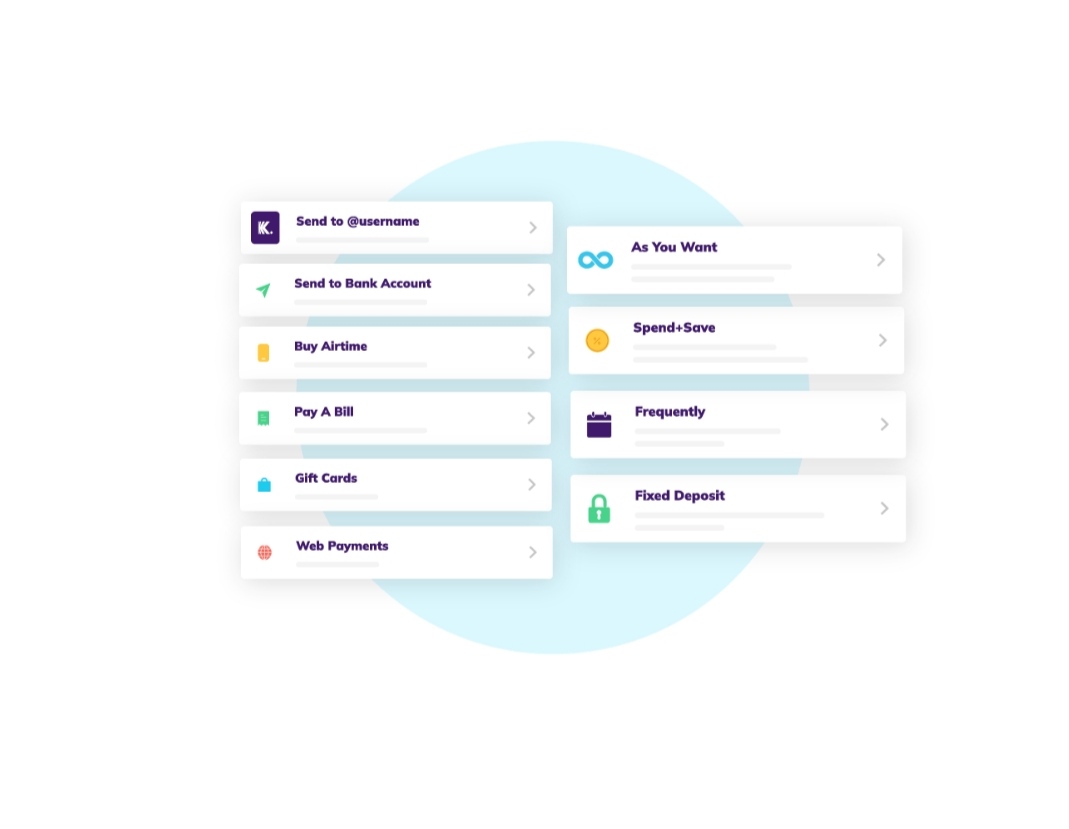 K.
Send to @username
Send to Bank Account
Buy Airtime
Pay A Bill
Gift Cards
Web Payments
As You Want
Spend+Save
Frequently
Fixed Deposit